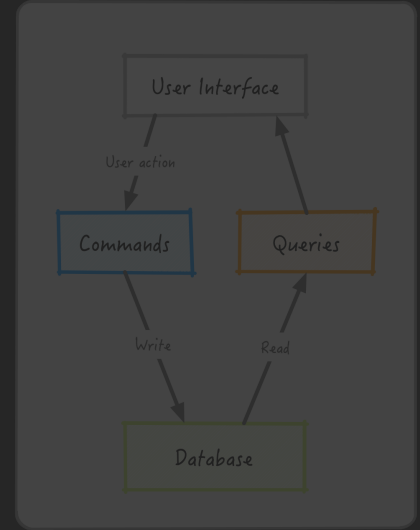 User Interface
User action
Commands
Queries
Write
Read
Database